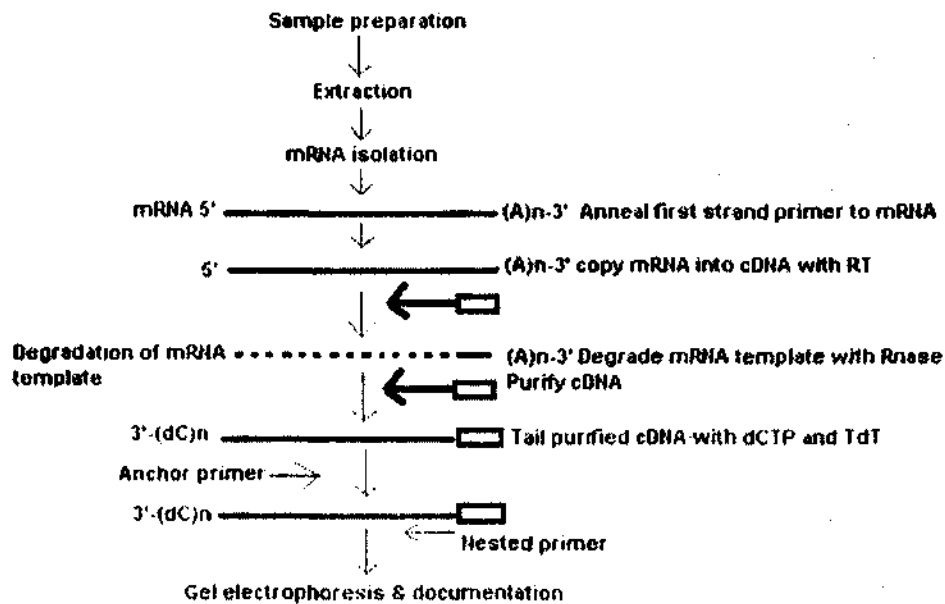 Sample preparation
Extraction
mRNA isolation
mRNA 5' (A)n-3' Anneal first strand primer to mRNA
5' (A)n-3' copy mRNA into cDNA with RT
Degradation of mRNA (A)n-3' Degrade mRNA template with Rnase
template Purify cDNA
3'-(dC)n Tail purified cDNA with dCTP and TdT
Anchor primer
3'-(dC)n
Nested primer
Gel electrophoresis & documentation